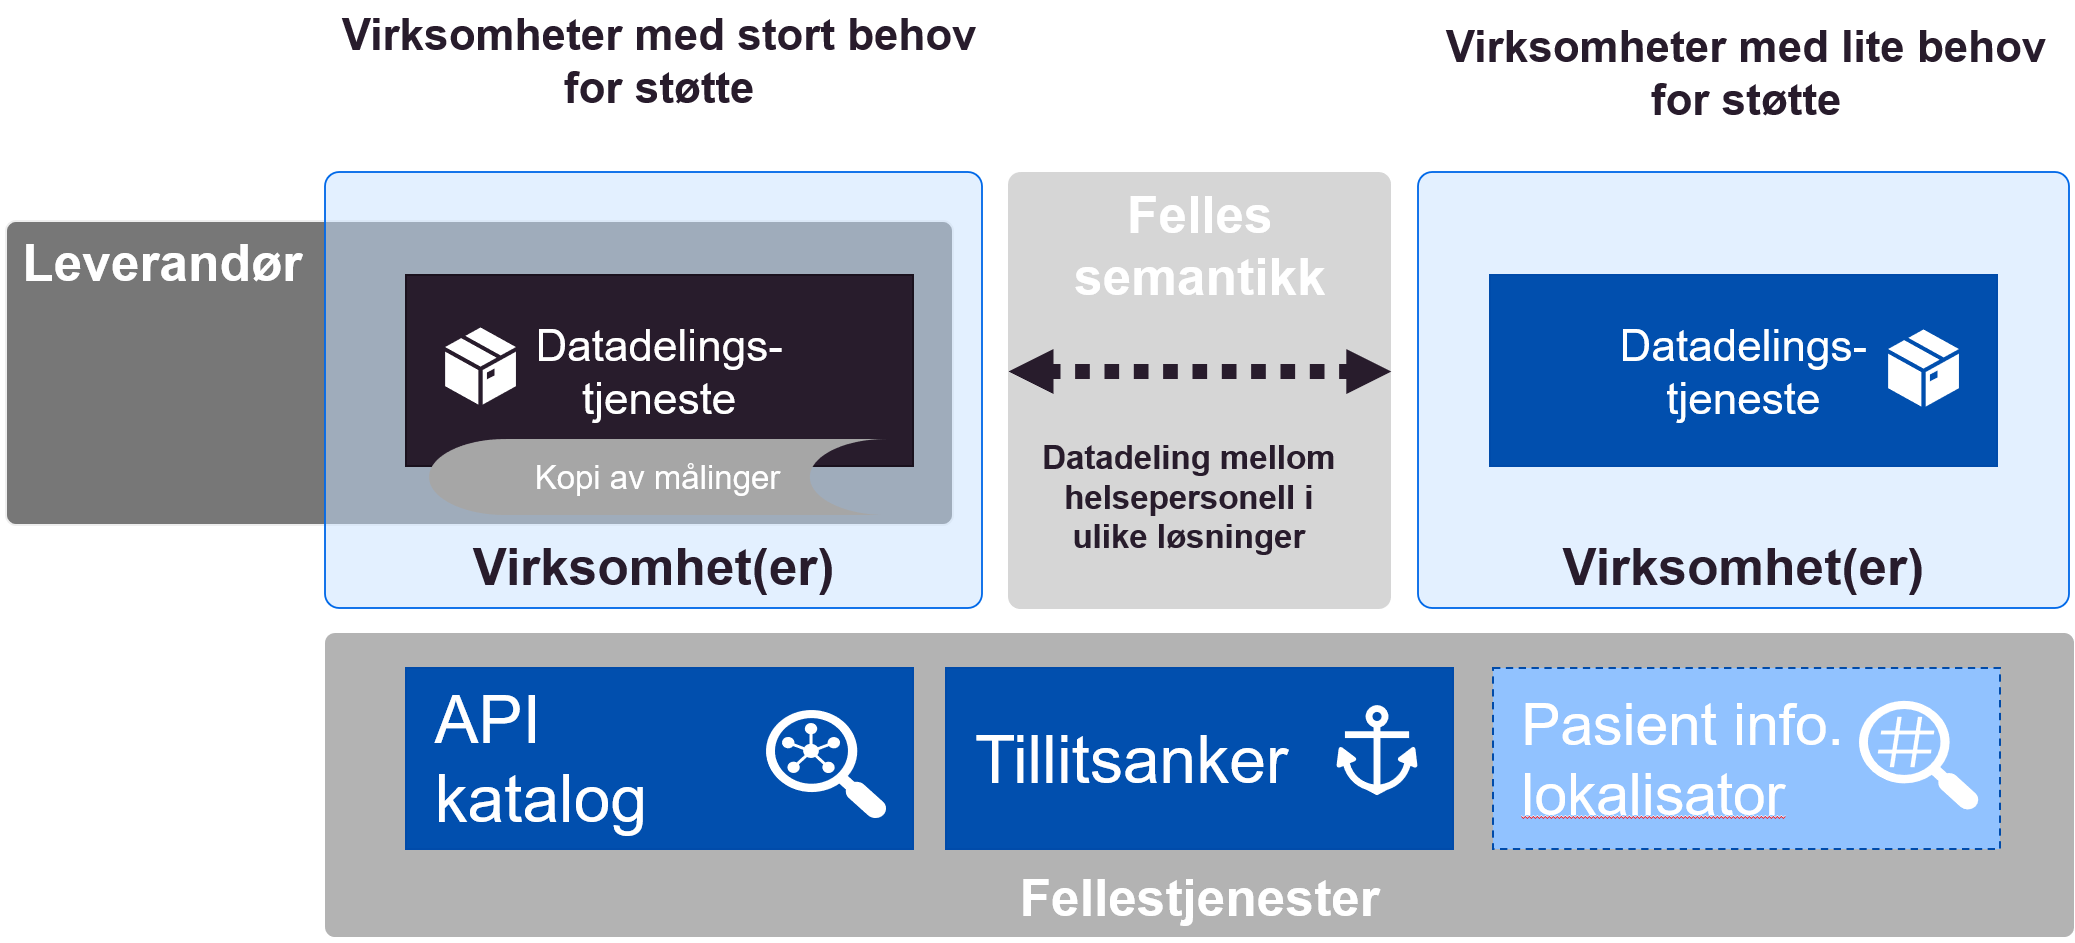 Virksomheter med stort behov
for støtte
Virksomheter med lite behov
for støtte
Leverandør
Datadelings-
tjeneste
Kopi av målinger
Virksomhet(er)
Felles
semantikk
Datadeling mellom
helsepersonell i
ulike løsninger
Datadelings-
tjeneste
Virksomhet(er)
API
katalog
Tillitsanker
Pasient info.
lokalisator
Fellestjenester